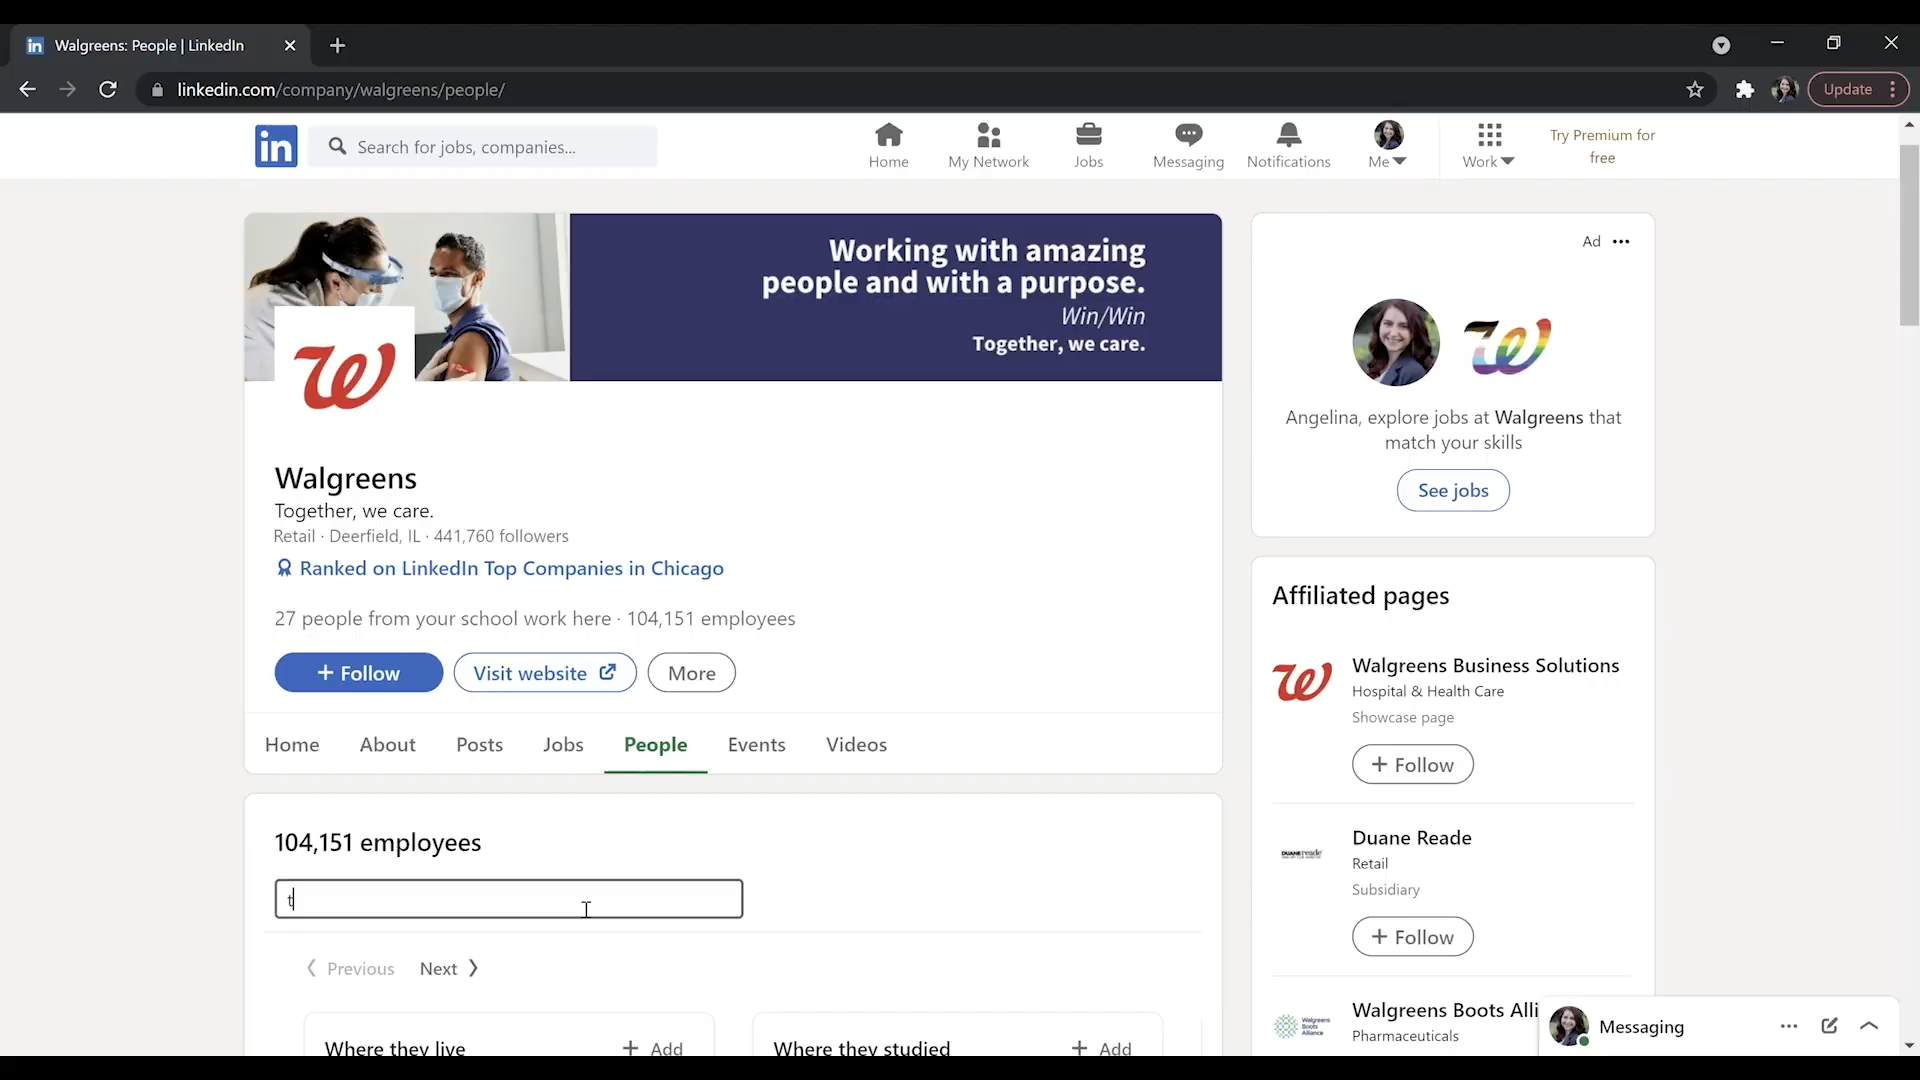 Walgreens: People | LinkedIn
linkedin.com/company/walgreens/people/
Update
in
Search for jobs, companies...
Home
My Network
Jobs
Messaging
Notifications
Me
Work
Try Premium for
free
Working with amazing
people and with a purpose.
Win/Win
Together, we care.
Walgreens
Together, we care.
Retail · Deerfield, IL · 441,760 followers
Ranked on LinkedIn Top Companies in Chicago
27 people from your school work here · 104,151 employees
+ Follow
Visit website
More
Home
About
Posts
Jobs
People
Events
Videos
104,151 employees
t
Previous
Next
Where they live
+ Add
Where they studied
+ Add
Ad
Angelina, explore jobs at Walgreens that
match your skills
See jobs
Affiliated pages
Walgreens Business Solutions
Hospital & Health Care
Showcase page
+ Follow
DUANEreade
Duane Reade
Retail
Subsidiary
+ Follow
Walgreens
Boots
Alliance
Walgreens Boots Alli
Pharmaceuticals
Messaging